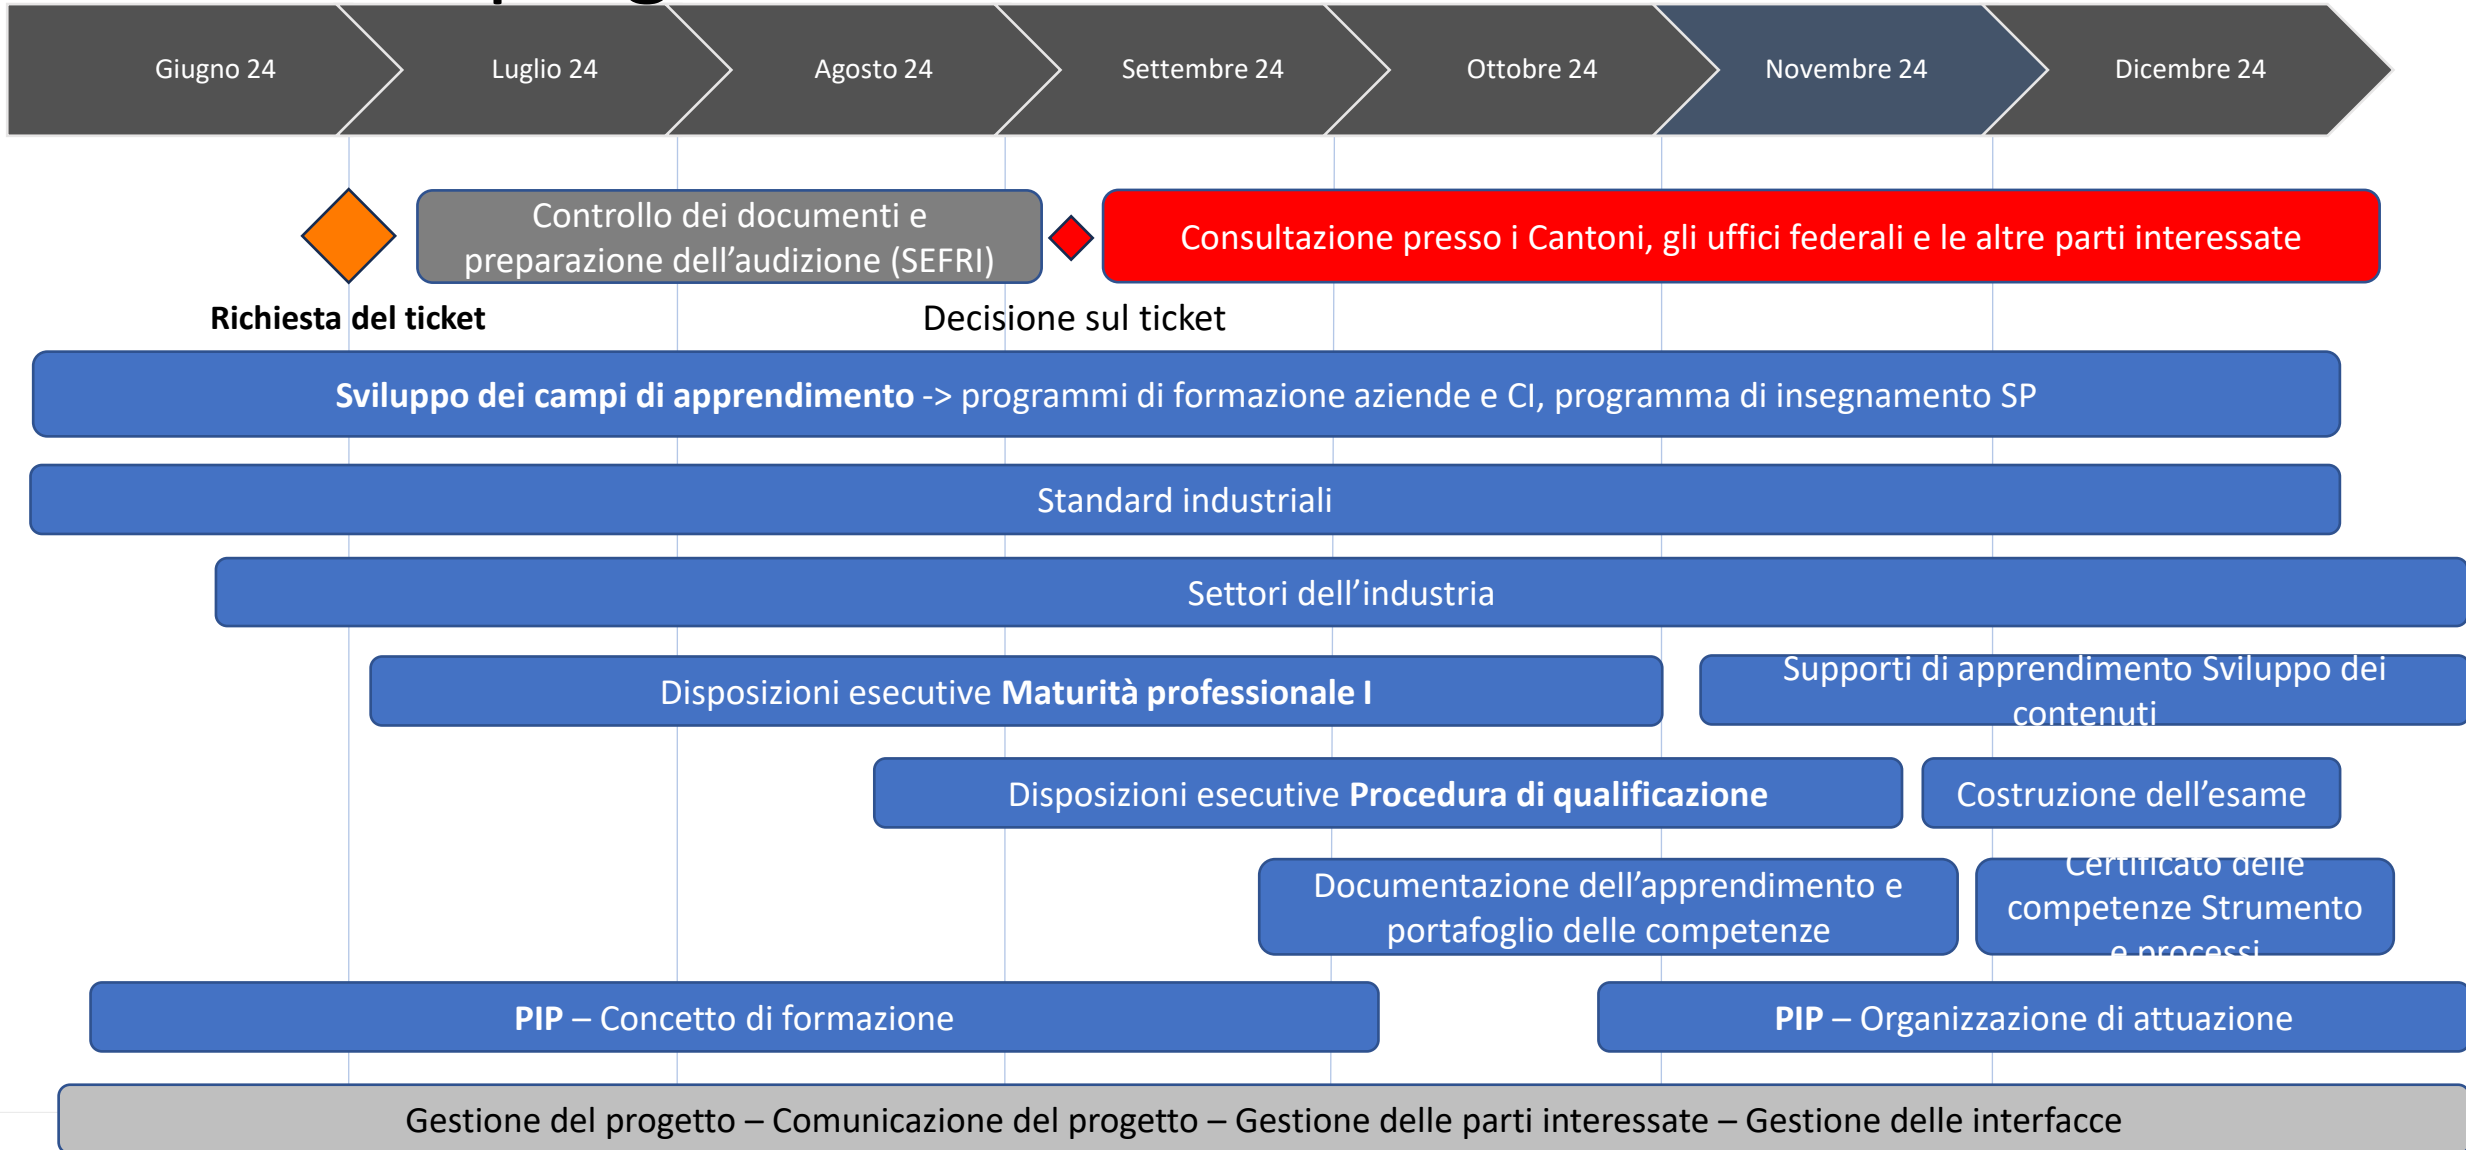 Giugno 24
Luglio 24
Agosto 24
Settembre 24
Ottobre 24
Novembre 24
Dicembre 24
Controllo dei documenti e
preparazione dell’audizione (SEFRI)
Consultazione presso i Cantoni, gli uffici federali e le altre parti interessate
Richiesta del ticket
Decisione sul ticket
Sviluppo dei campi di apprendimento -> programmi di formazione aziende e CI, programma di insegnamento SP
Standard industriali
Settori dell’industria
Disposizioni esecutive Maturità professionale I
Supporti di apprendimento Sviluppo dei
contenuti
Disposizioni esecutive Procedura di qualificazione
Costruzione dell’esame
Documentazione dell’apprendimento e
portafoglio delle competenze
Certificato delle
competenze Strumento
e processi
PIP – Concetto di formazione
PIP – Organizzazione di attuazione
Gestione del progetto – Comunicazione del progetto – Gestione delle parti interessate – Gestione delle interfacce